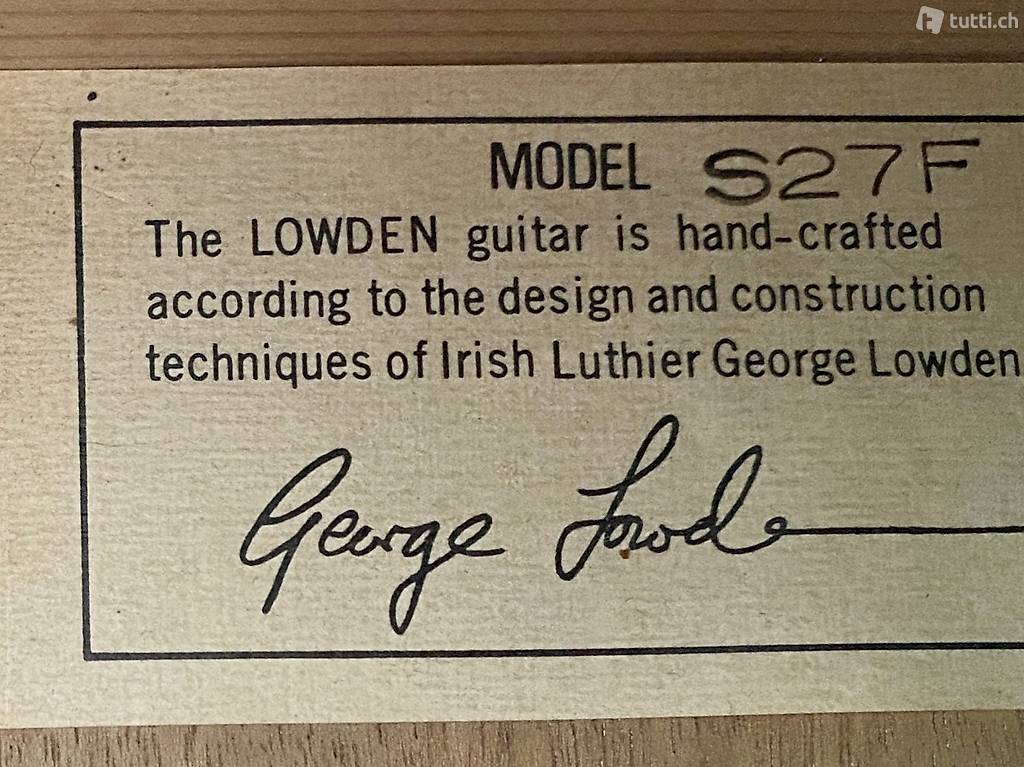 tutti.ch
MODEL S27F
The LOWDEN guitar is hand-crafted
according to the design and construction
techniques of Irish Luthier George Lowden
George Lowde